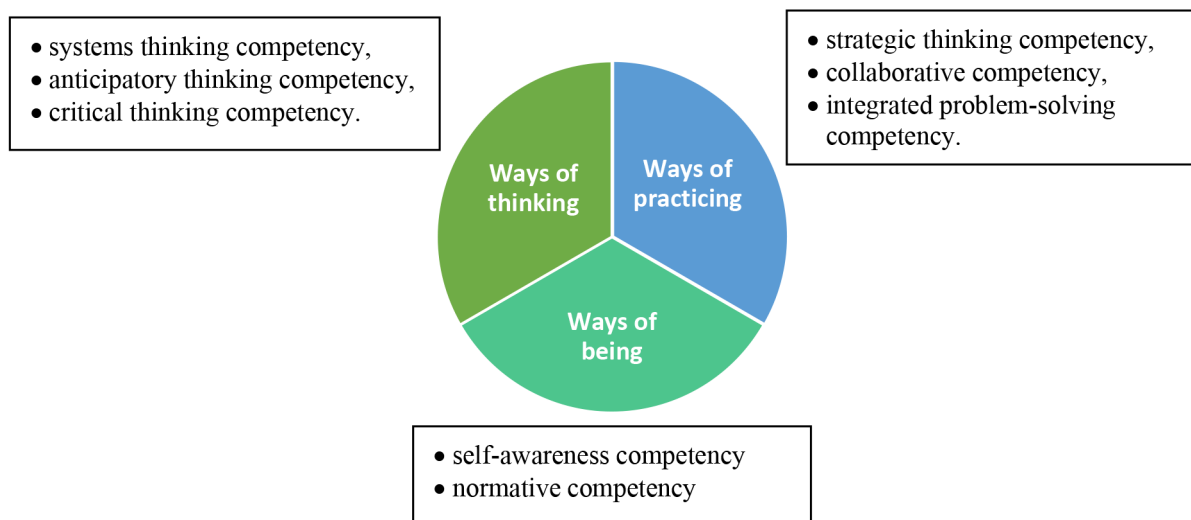 • systems thinking competency,
• anticipatory thinking competency,
• critical thinking competency.
• strategic thinking competency,
• collaborative competency,
• integrated problem-solving
competency.
Ways of
thinking
Ways of
practicing
Ways of
being
• self-awareness competency
• normative competency